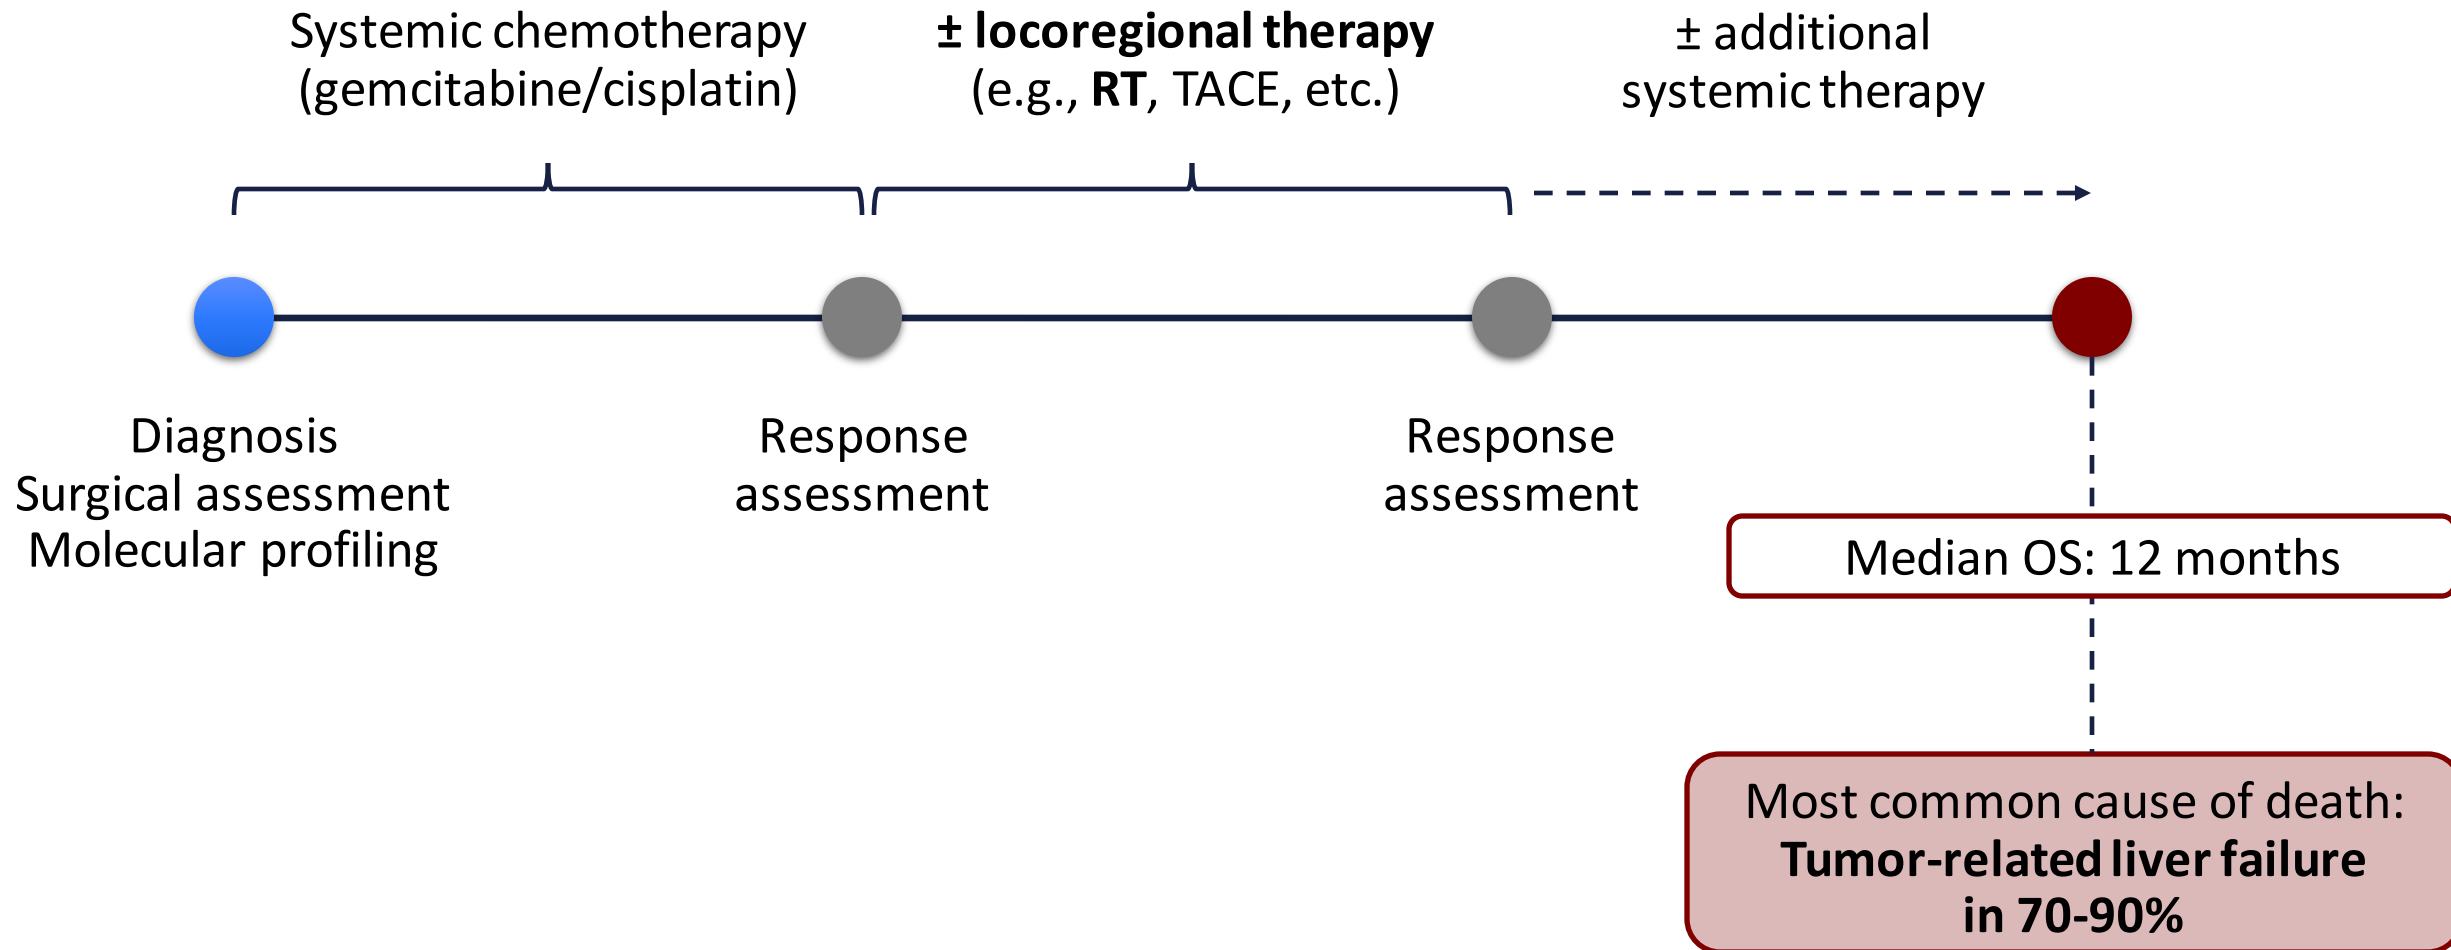 Systemic chemotherapy
(gemcitabine/cisplatin)
± locoregional therapy
(e.g., RT, TACE, etc.)
± additional
systemic therapy
Diagnosis
Surgical assessment
Molecular profiling
Response
assessment
Response
assessment
Median OS: 12 months
Most common cause of death:
Tumor-related liver failure
in 70-90%